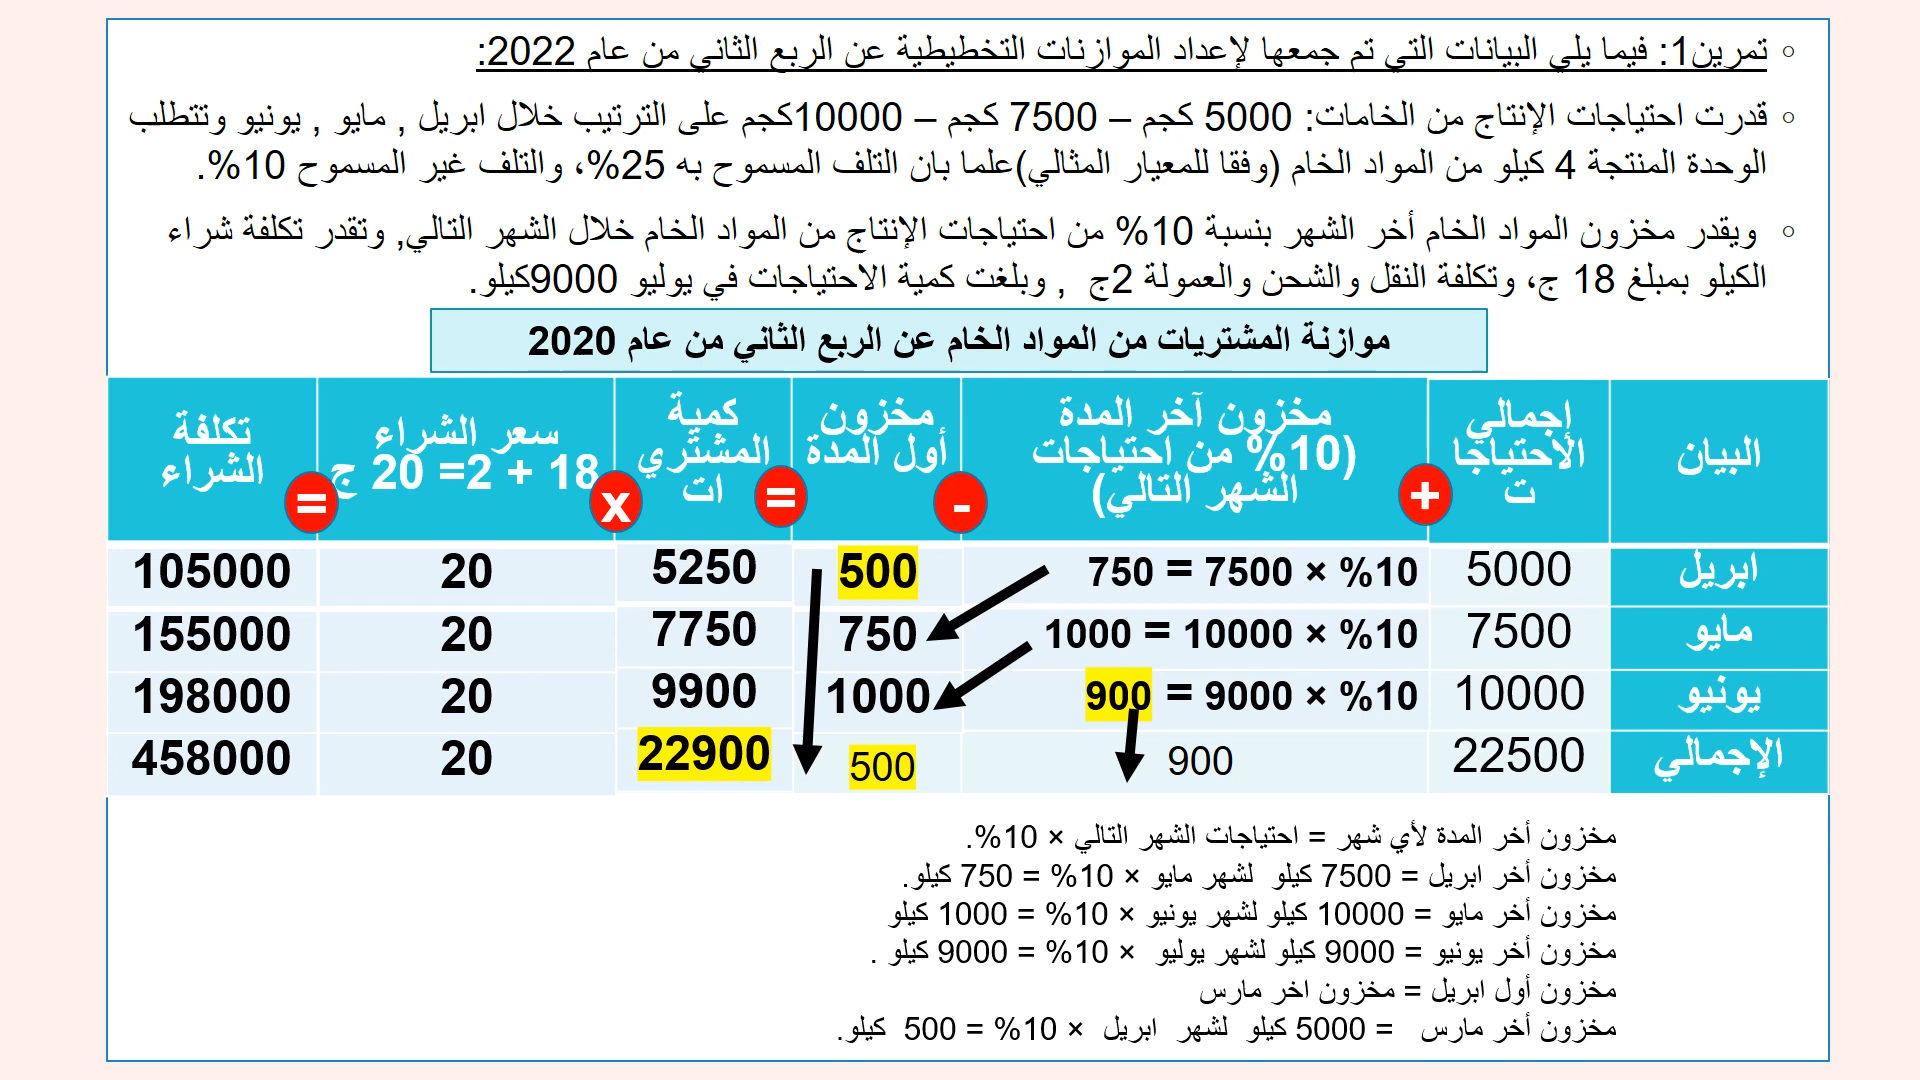 ○ تمرين1: فيما يلي البيانات التي تم جمعها لإعداد الموازنات التخطيطية عن الربع الثاني من عام 2022:
○ قدرت احتياجات الإنتاج من الخامات: 5000 كجم – 7500 كجم – 10000كجم على الترتيب خلال ابريل , مايو , يونيو وتتطلب
الوحدة المنتجة 4 كيلو من المواد الخام (وفقا للمعيار المثالي)علما بان التلف المسموح به 25%، والتلف غير المسموح 10%.
○ ويقدر مخزون المواد الخام أخر الشهر بنسبة 10% من احتياجات الإنتاج من المواد الخام خلال الشهر التالي, وتقدر تكلفة شراء
الكيلو بمبلغ 18 ج، وتكلفة النقل والشحن والعمولة 2ج , وبلغت كمية الاحتياجات في يوليو 9000كيلو.
موازنة المشتريات من المواد الخام عن الربع الثاني من عام 2020
البيان
إجمالي
الاحتياجا
ت
+
مخزون آخر المدة
(10% من احتياجات
الشهر التالي)
-
مخزون
أول المدة
=
كمية
المشتري
ات
x
سعر الشراء
18 + 2= 20 ج
=
تكلفة
الشراء
ابريل 5000 10% × 7500 = 750 500 5250 20 105000
مايو 7500 10% × 10000 = 1000 750 7750 20 155000
يونيو 10000 10% × 9000 = 900 1000 9900 20 198000
الإجمالي 22500 900 500 22900 20 458000
مخزون أخر المدة لأي شهر = احتياجات الشهر التالي × 10%.
مخزون أخر ابريل = 7500 كيلو لشهر مايو × 10% = 750 كيلو.
مخزون أخر مايو = 10000 كيلو لشهر يونيو × 10% = 1000 كيلو
مخزون أخر يونيو = 9000 كيلو لشهر يوليو × 10% = 9000 كيلو .
مخزون أول ابريل = مخزون اخر مارس
مخزون أخر مارس = 5000 كيلو لشهر ابريل × 10% = 500 كيلو.